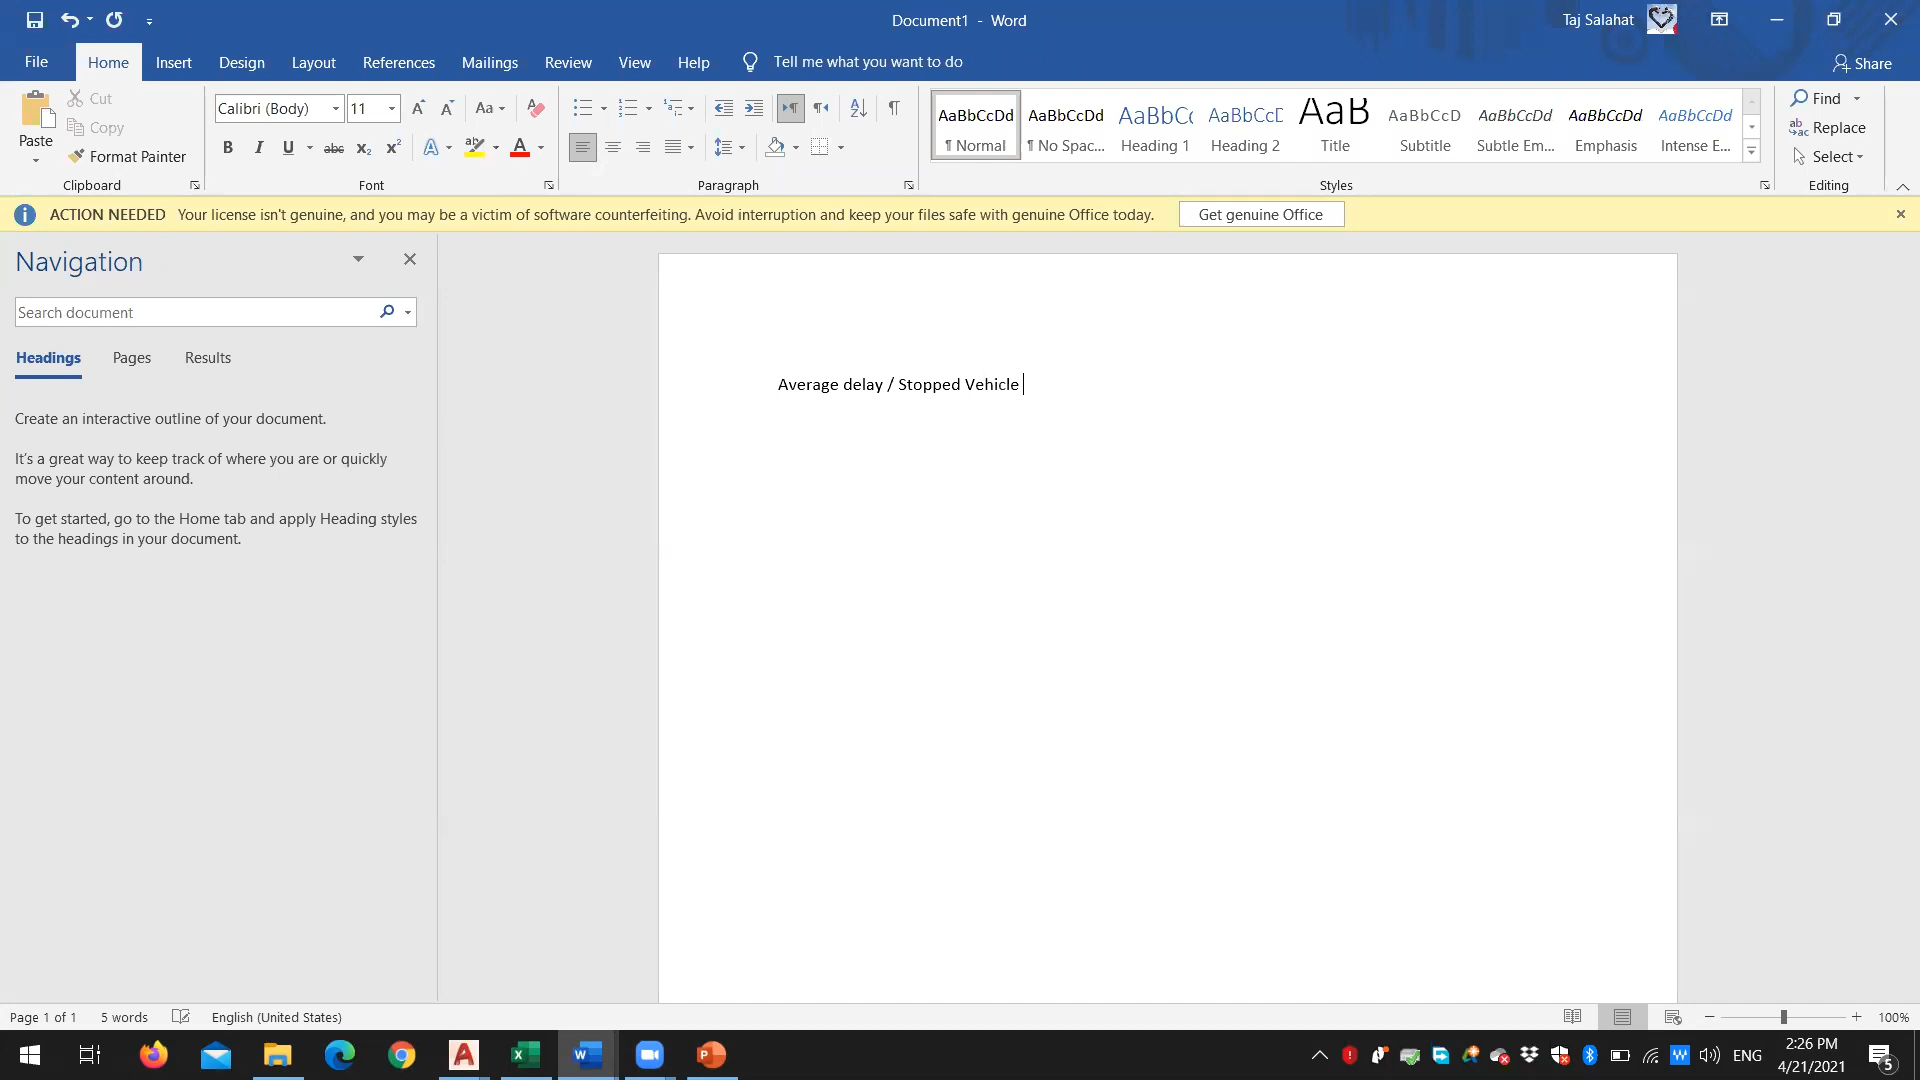 Document1 - Word
Taj Salahat
File Home Insert Design Layout References Mailings Review View Help Tell me what you want to do Share
Paste
Cut
Copy
Format Painter
Clipboard
Calibri (Body) 11
Font
Paragraph
AaBbCcDd ¶ Normal
AaBbCcDd ¶ No Spac...
AaBbCc Heading 1
AaBbCcD Heading 2
AaB Title
AaBbCcD Subtitle
AaBbCcDd Subtle Em...
AaBbCcDd Emphasis
AaBbCcDd Intense E...
Styles
Find
Replace
Select
Editing
ACTION NEEDED Your license isn't genuine, and you may be a victim of software counterfeiting. Avoid interruption and keep your files safe with genuine Office today. Get genuine Office
Navigation
Search document
Headings Pages Results
Create an interactive outline of your document.
It's a great way to keep track of where you are or quickly
move your content around.
To get started, go to the Home tab and apply Heading styles
to the headings in your document.
Average delay / Stopped Vehicle
Page 1 of 1 5 words English (United States) 100%
ENG
2:26 PM
4/21/2021
5